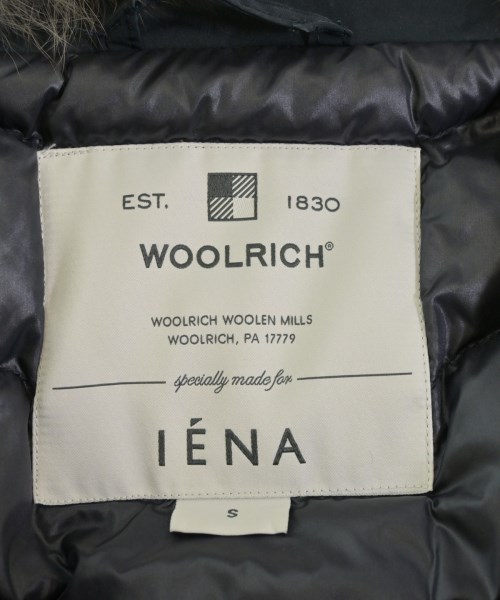 EST. 1830
WOOLRICH®
WOOLRICH WOOLEN MILLS
WOOLRICH, PA 17779
specially made for
IÉNA
S